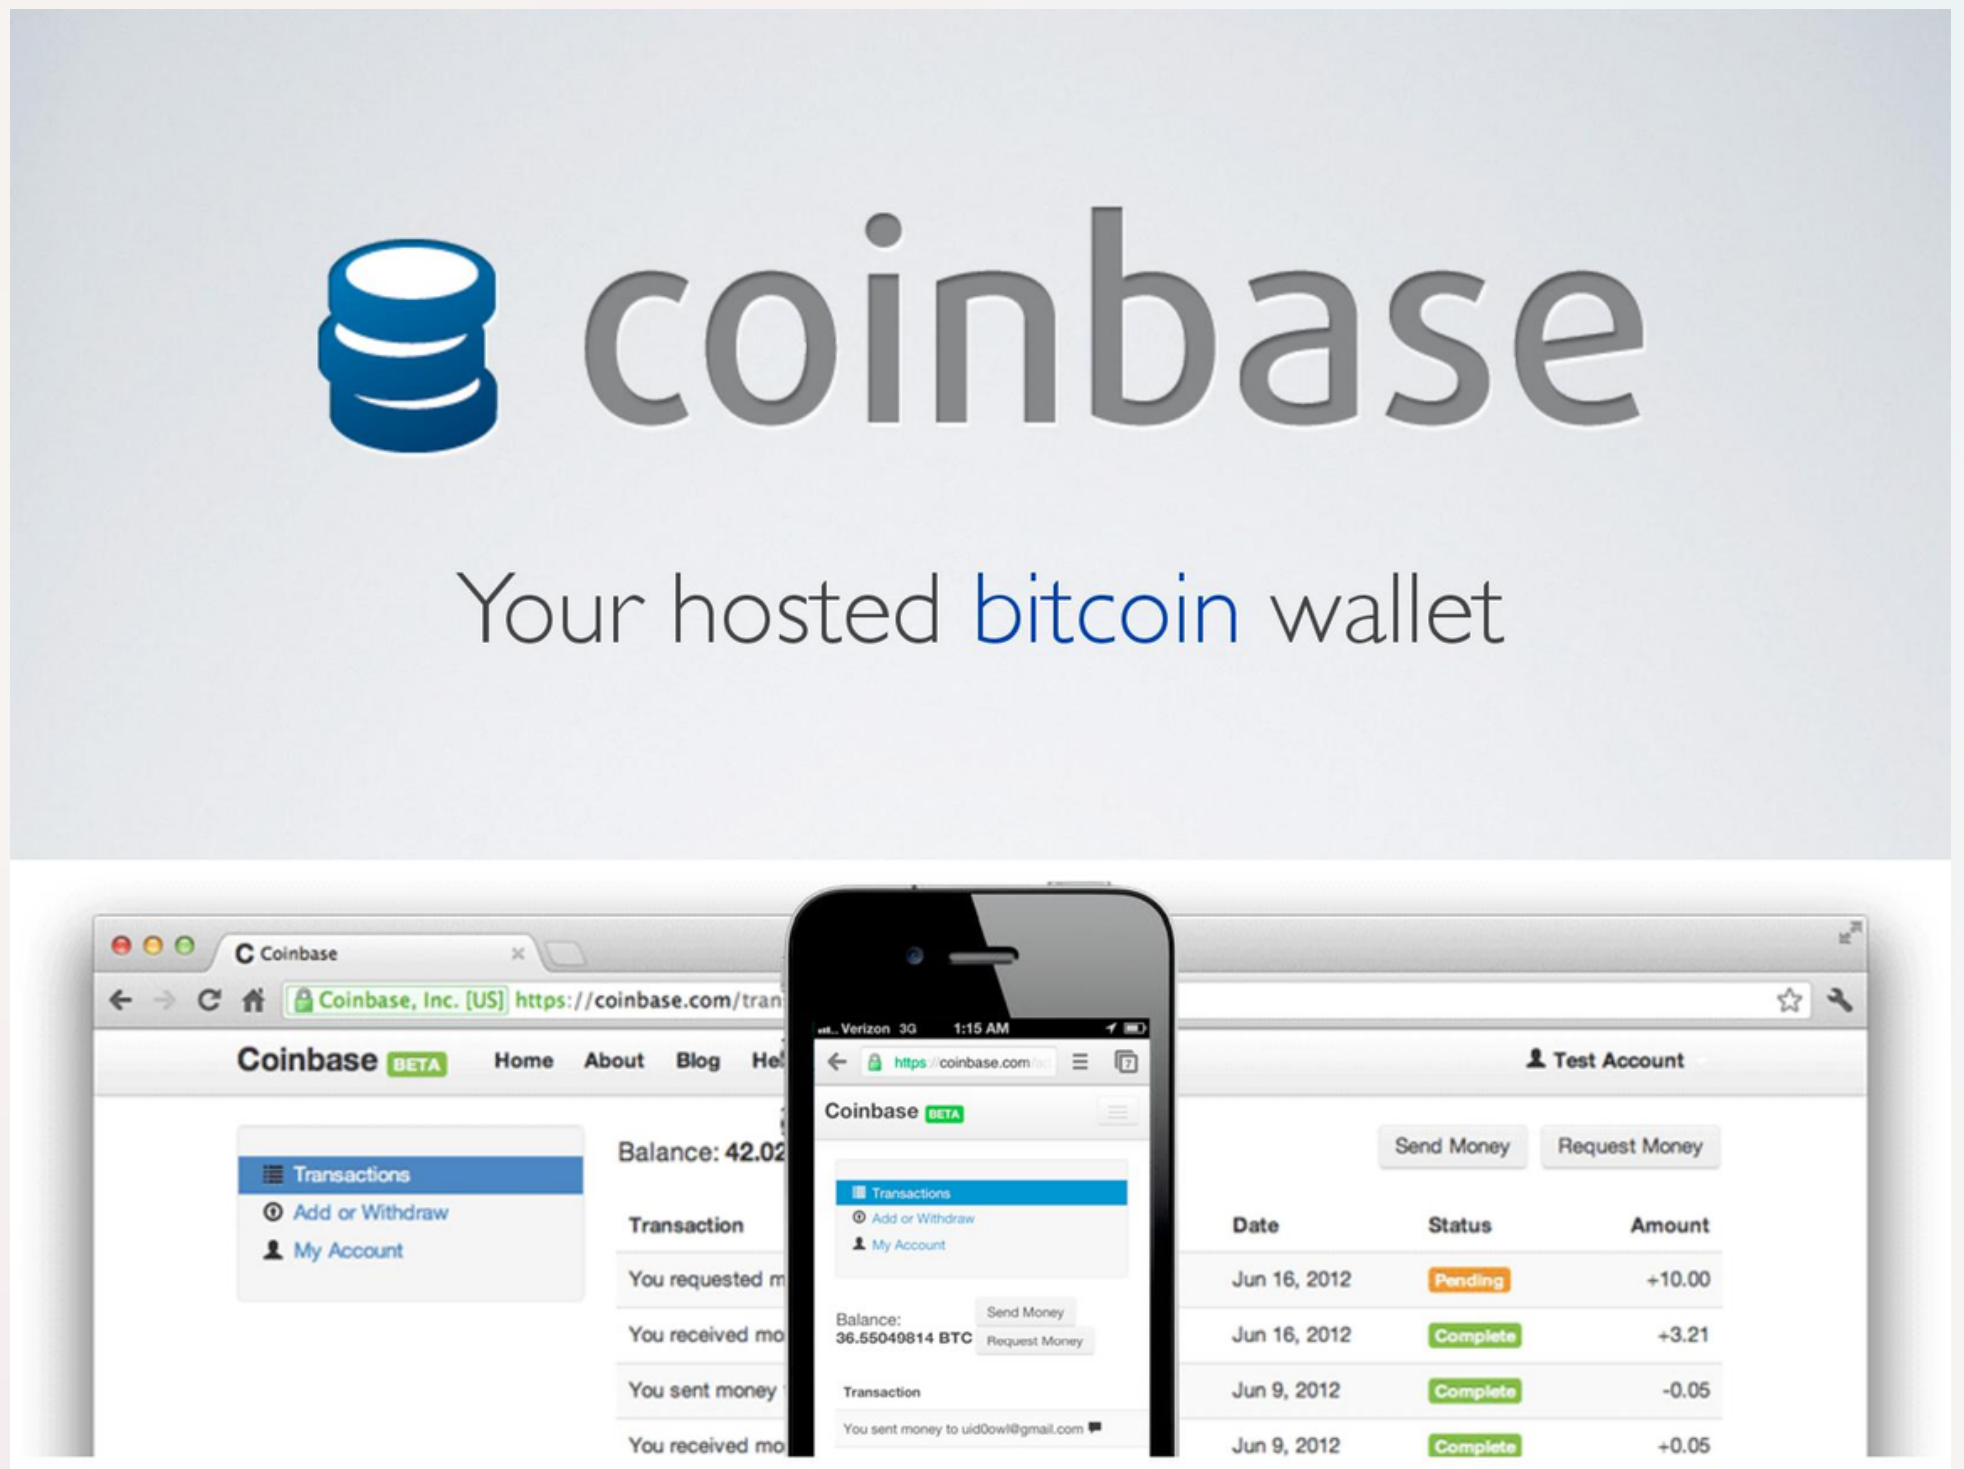 coinbase
Your hosted bitcoin wallet
C Coinbase
Coinbase, Inc. [US] https://coinbase.com/tran
Coinbase BETA Home About Blog Hel
Test Account
Transactions
Add or Withdraw
My Account
Balance: 42.02
Send Money Request Money
Transaction Date Status Amount
You requested m Jun 16, 2012 Pending +10.00
You received mo Jun 16, 2012 Complete +3.21
You sent money Jun 9, 2012 Complete -0.05
You received mo Jun 9, 2012 Complete +0.05
Verizon 3G 1:15 AM
https://coinbase.com/ac
7
Coinbase BETA
Transactions
Add or Withdraw
My Account
Balance:
36.55049814 BTC
Send Money
Request Money
Transaction
You sent money to uid0owl@gmail.com